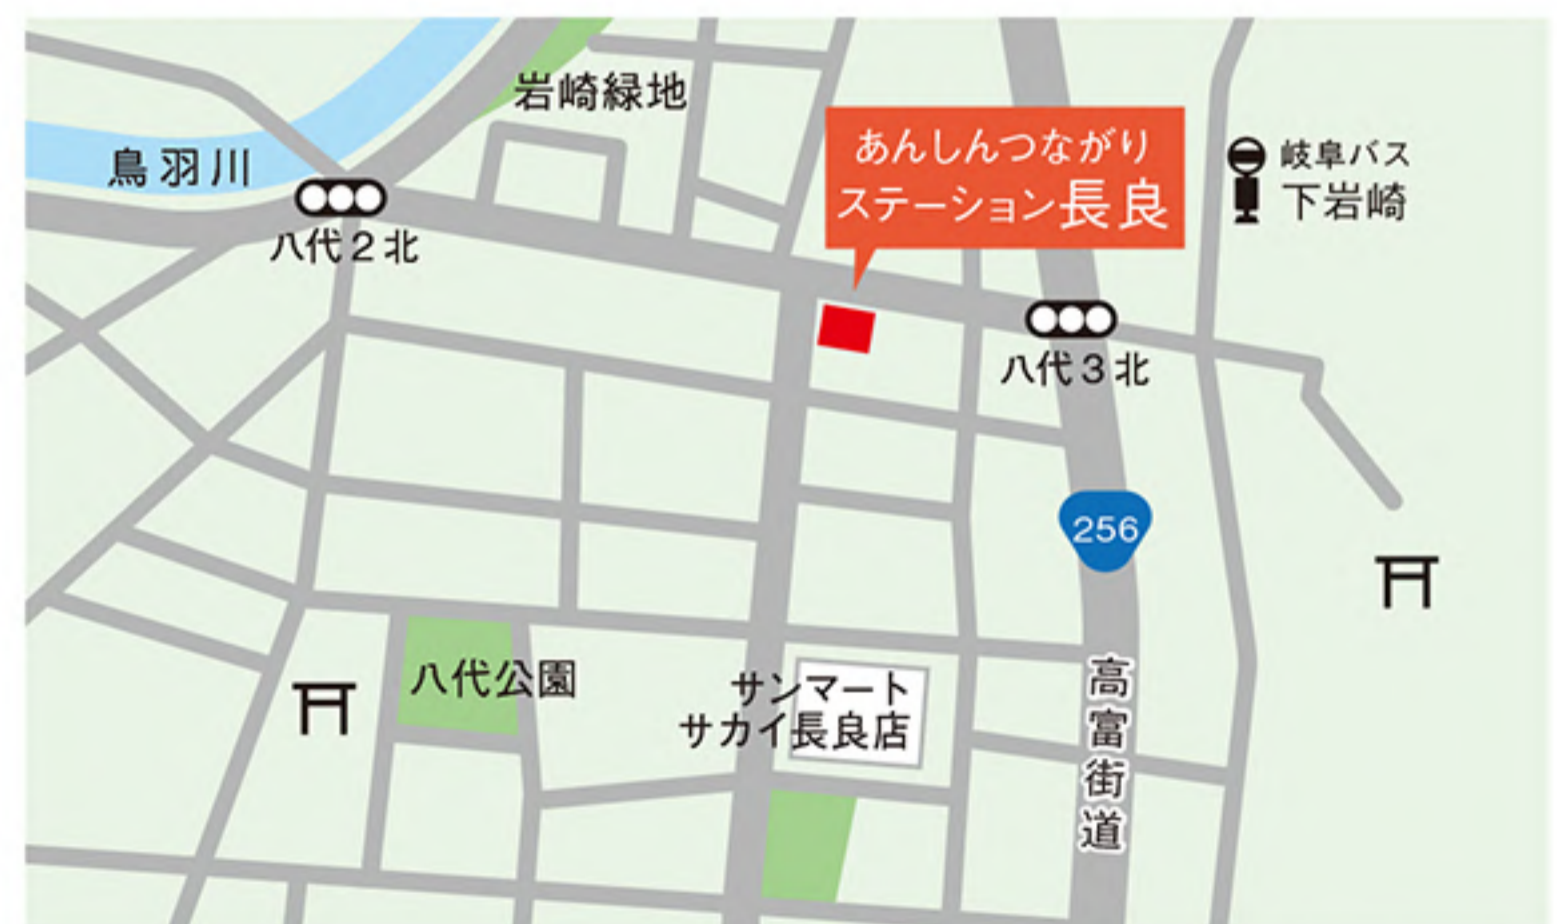 岩崎緑地
あんしんつながり
ステーション長良
岐阜バス
下岩崎
鳥羽川
八代2北
八代3北
256
八代公園
サンマート
サカイ長良店
高富街道